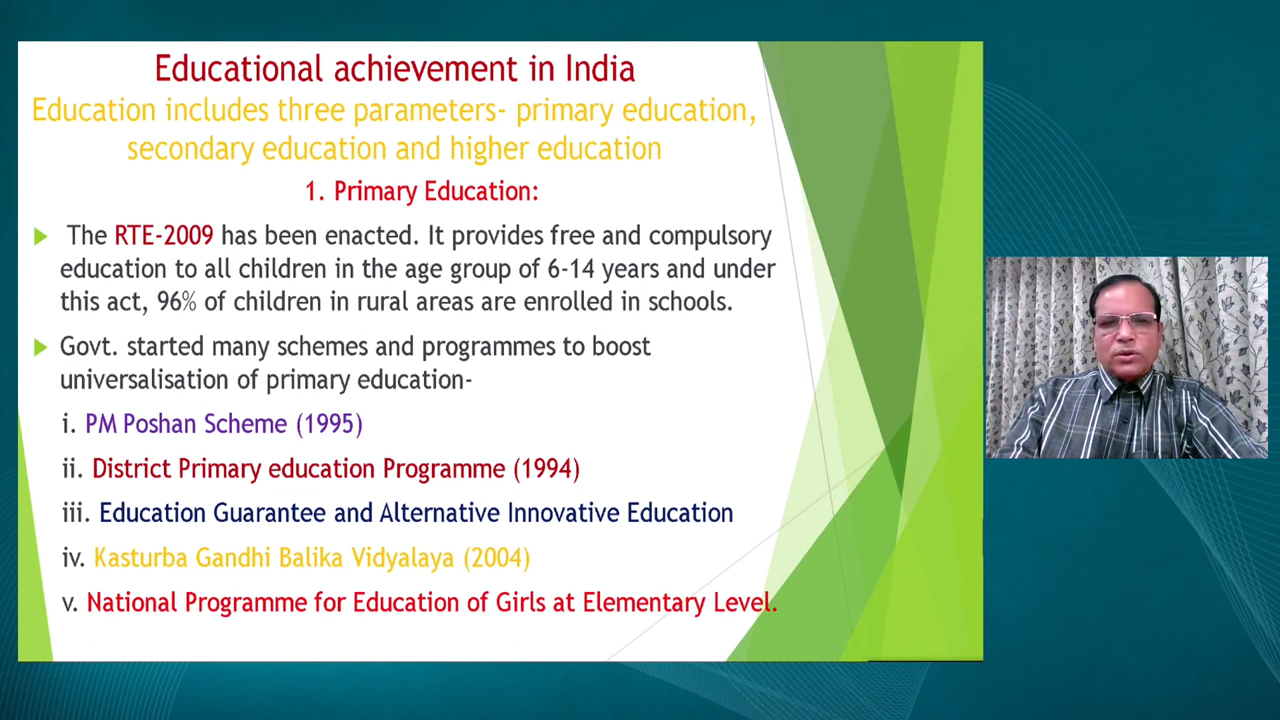 Educational achievement in India
Education includes three parameters- primary education,
secondary education and higher education
1. Primary Education:
The RTE-2009 has been enacted. It provides free and compulsory
education to all children in the age group of 6-14 years and under
this act, 96% of children in rural areas are enrolled in schools.
Govt. started many schemes and programmes to boost
universalisation of primary education-
i. PM Poshan Scheme (1995)
ii. District Primary education Programme (1994)
iii. Education Guarantee and Alternative Innovative Education
iv. Kasturba Gandhi Balika Vidyalaya (2004)
v. National Programme for Education of Girls at Elementary Level.